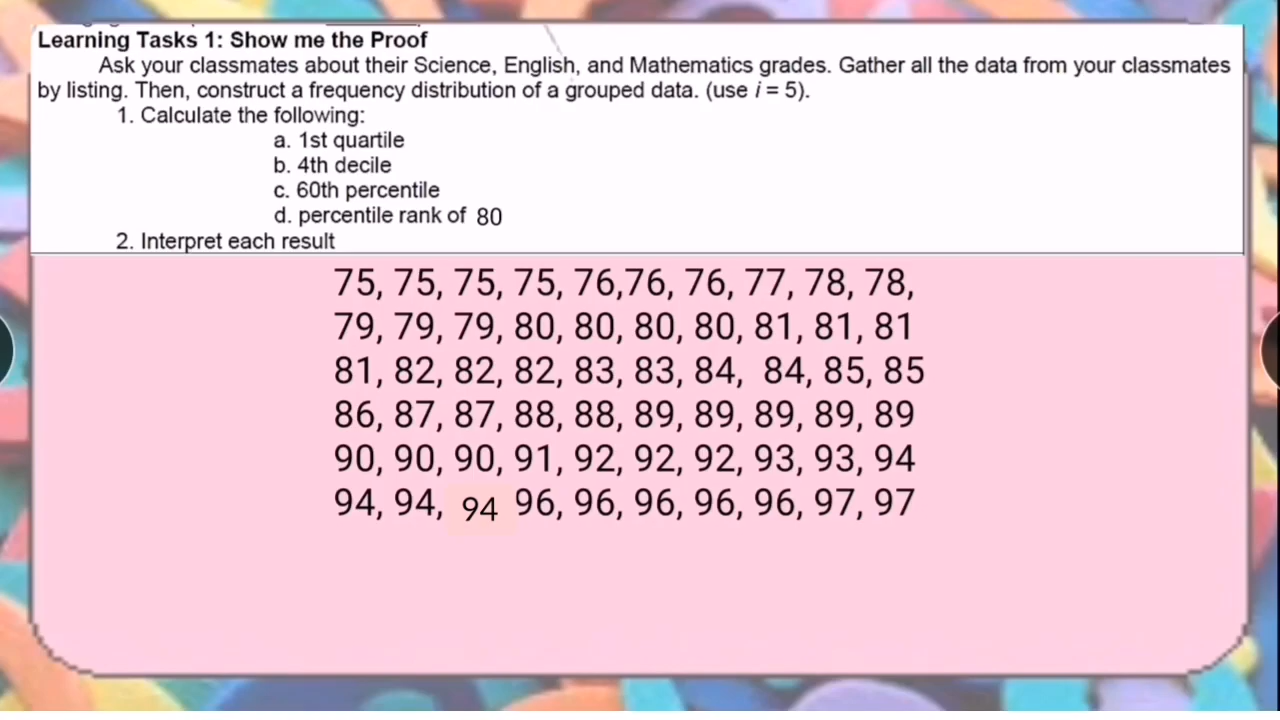 Learning Tasks 1: Show me the Proof
Ask your classmates about their Science, English, and Mathematics grades. Gather all the data from your classmates
by listing. Then, construct a frequency distribution of a grouped data. (use i = 5).
1. Calculate the following:
a. 1st quartile
b. 4th decile
c. 60th percentile
d. percentile rank of 80
2. Interpret each result
75, 75, 75, 75, 76,76, 76, 77, 78, 78,
79, 79, 79, 80, 80, 80, 80, 81, 81, 81
81, 82, 82, 82, 83, 83, 84, 84, 85, 85
86, 87, 87, 88, 88, 89, 89, 89, 89, 89
90, 90, 90, 91, 92, 92, 92, 93, 93, 94
94, 94, 94 96, 96, 96, 96, 96, 97, 97